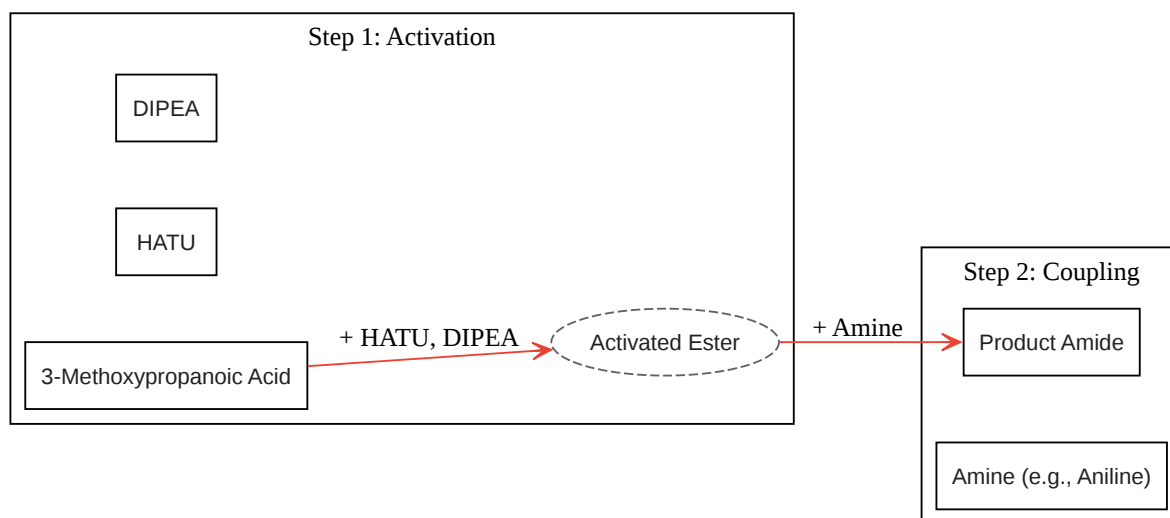 Step 1: Activation
DIPEA
HATU
3-Methoxypropanoic Acid
+ HATU, DIPEA
Activated Ester
+ Amine
Step 2: Coupling
Product Amide
Amine (e.g., Aniline)